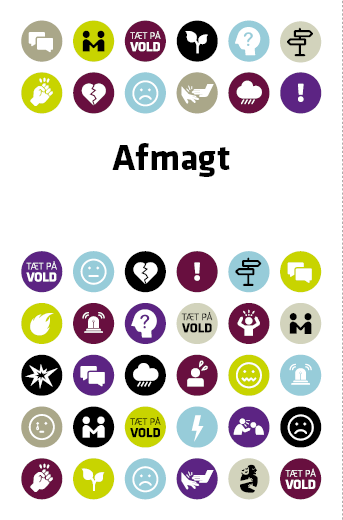 TÆT PÅ
VOLD
!
Afmagt
TÆT PÅ
VOLD
!
?
TÆT PÅ
VOLD
TÆT PÅ
VOLD
TÆT PÅ
VOLD